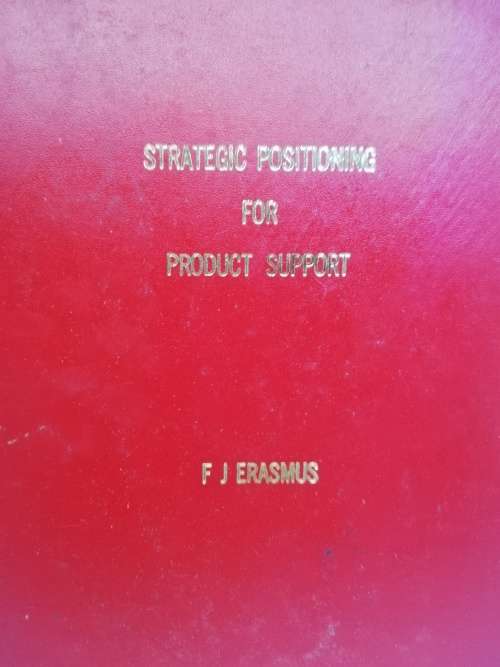 STRATEGIC POSITIONING
FOR
PRODUCT SUPPORT
F J ERASMUS